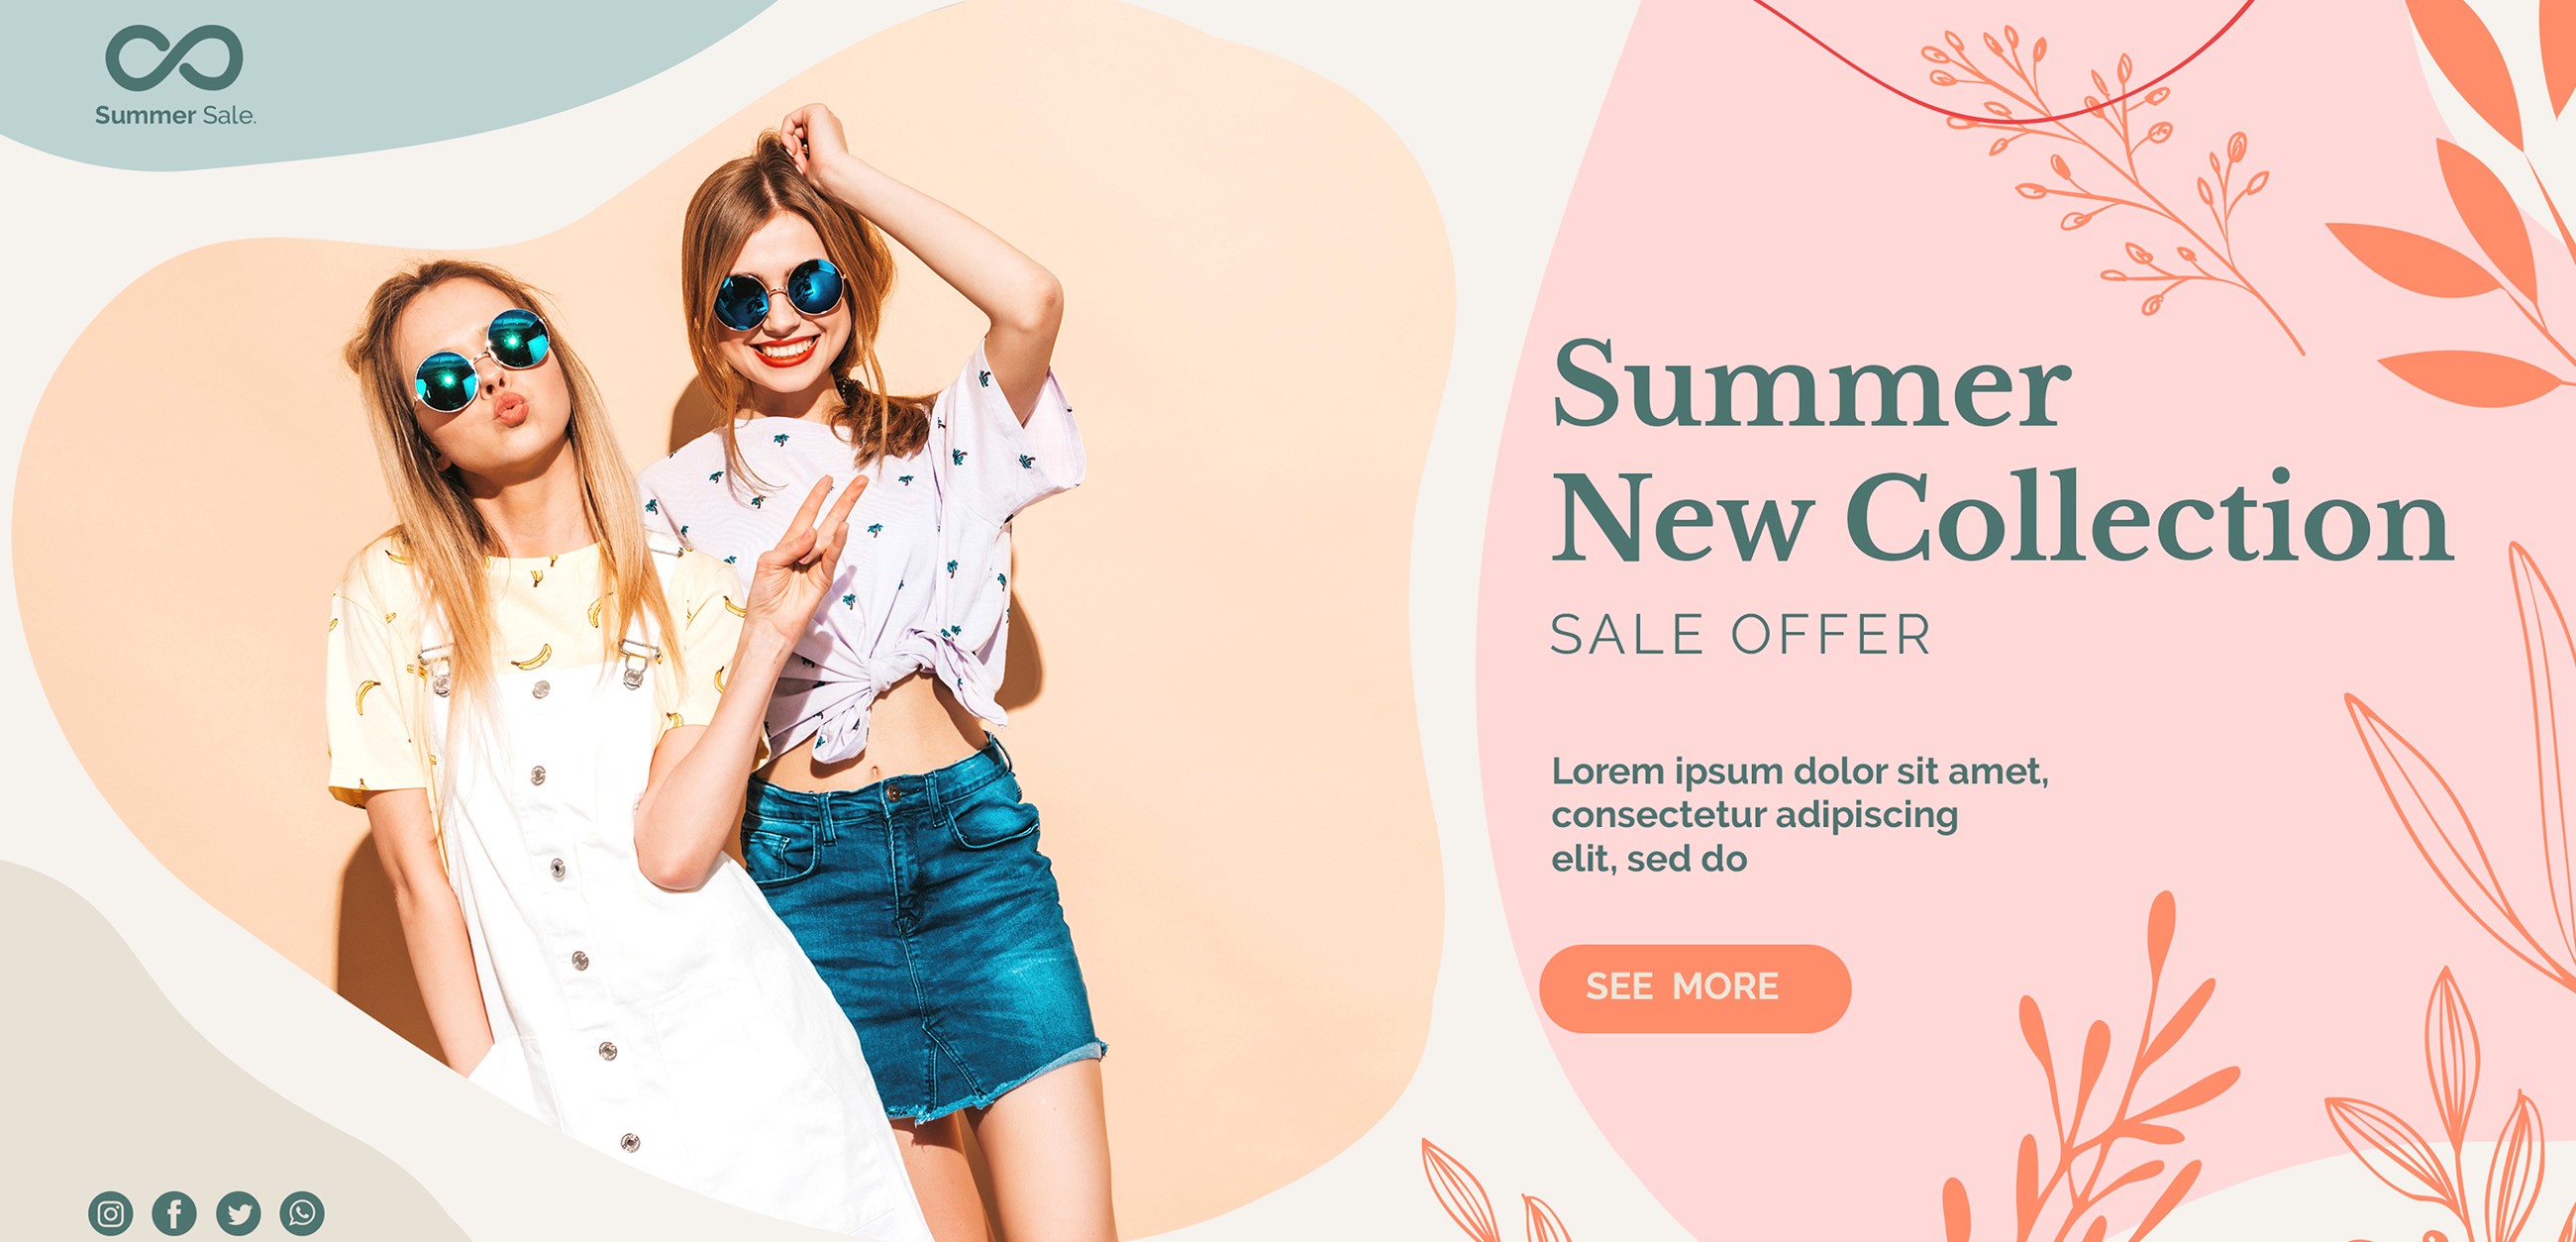 Summer Sale.
Summer
New Collection
SALE OFFER
Lorem ipsum dolor sit amet,
consectetur adipiscing
elit, sed do
SEE MORE